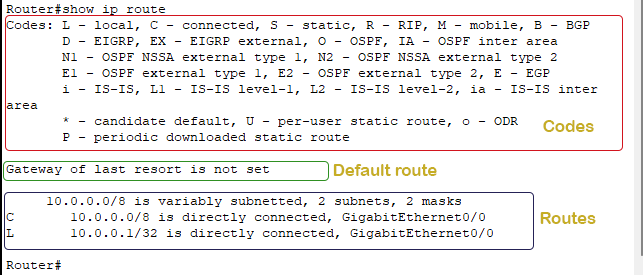 Router#show ip route
Codes: L - local, C - connected, S - static, R - RIP, M - mobile, B - BGP
D - EIGRP, EX - EIGRP external, O - OSPF, IA - OSPF inter area
N1 - OSPF NSSA external type 1, N2 - OSPF NSSA external type 2
E1 - OSPF external type 1, E2 - OSPF external type 2, E - EGP
i - IS-IS, L1 - IS-IS level-1, L2 - IS-IS level-2, ia - IS-IS inter
area
* - candidate default, U - per-user static route, o - ODR
P - periodic downloaded static route
Codes
Gateway of last resort is not set
Default route
10.0.0.0/8 is variably subnetted, 2 subnets, 2 masks
C 10.0.0.0/8 is directly connected, GigabitEthernet0/0
L 10.0.0.1/32 is directly connected, GigabitEthernet0/0
Routes
Router#